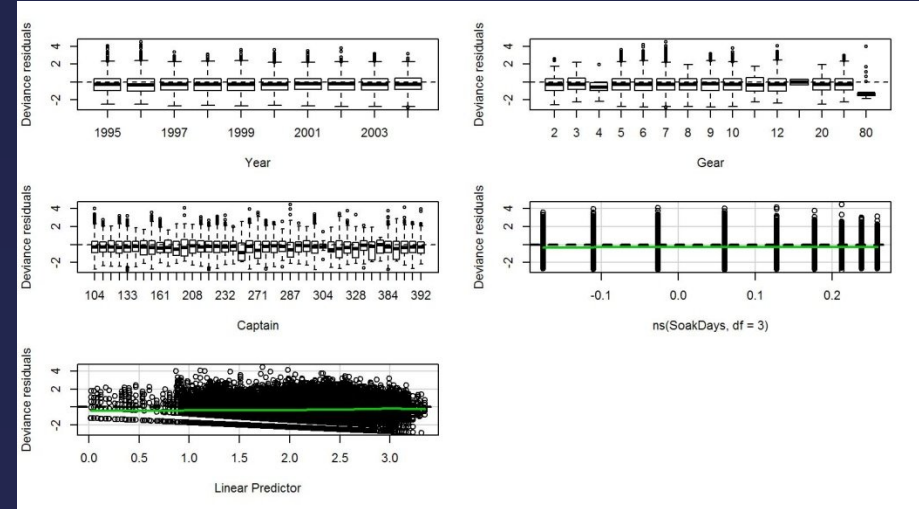 Deviance residuals
4
2
-2
1995 1997 1999 2001 2003
Year
Deviance residuals
4
2
-2
2 3 4 5 6 7 8 9 10 12 20 80
Gear
Deviance residuals
4
2
-2
104 133 161 208 232 271 287 304 328 384 392
Captain
Deviance residuals
4
2
-2
-0.1 0.0 0.1 0.2
ns(SoakDays, df = 3)
Deviance residuals
4
2
0
-2
0.0 0.5 1.0 1.5 2.0 2.5 3.0
Linear Predictor